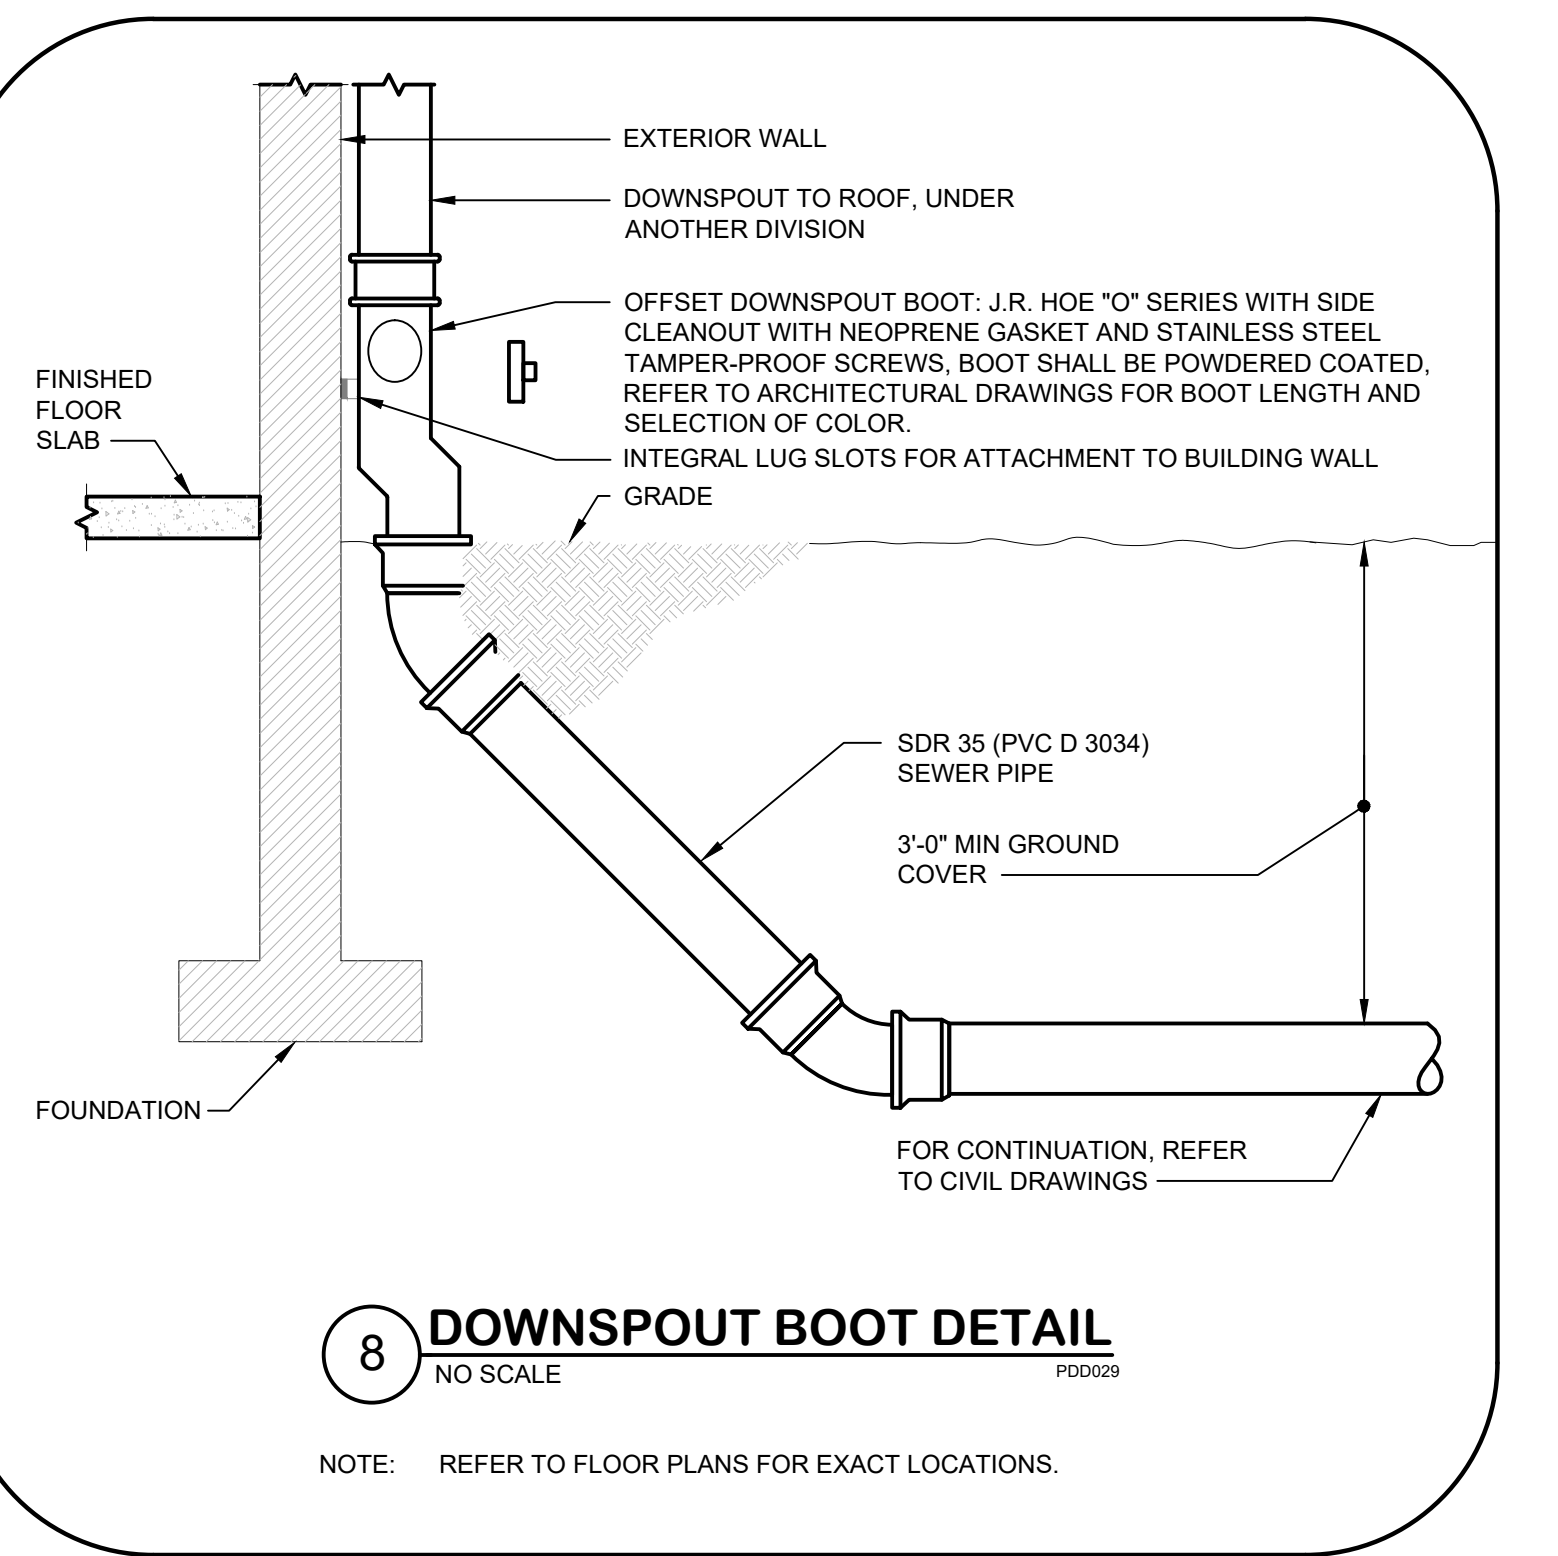 EXTERIOR WALL
DOWNSPOUT TO ROOF, UNDER
ANOTHER DIVISION
OFFSET DOWNSPOUT BOOT: J.R. HOE "O" SERIES WITH SIDE
CLEANOUT WITH NEOPRENE GASKET AND STAINLESS STEEL
TAMPER-PROOF SCREWS, BOOT SHALL BE POWDERED COATED,
REFER TO ARCHITECTURAL DRAWINGS FOR BOOT LENGTH AND
SELECTION OF COLOR.
FINISHED
FLOOR
SLAB
INTEGRAL LUG SLOTS FOR ATTACHMENT TO BUILDING WALL
GRADE
SDR 35 (PVC D 3034)
SEWER PIPE
3'-0" MIN GROUND
COVER
FOUNDATION
FOR CONTINUATION, REFER
TO CIVIL DRAWINGS
8
DOWNSPOUT BOOT DETAIL
NO SCALE
PDD029
NOTE: REFER TO FLOOR PLANS FOR EXACT LOCATIONS.